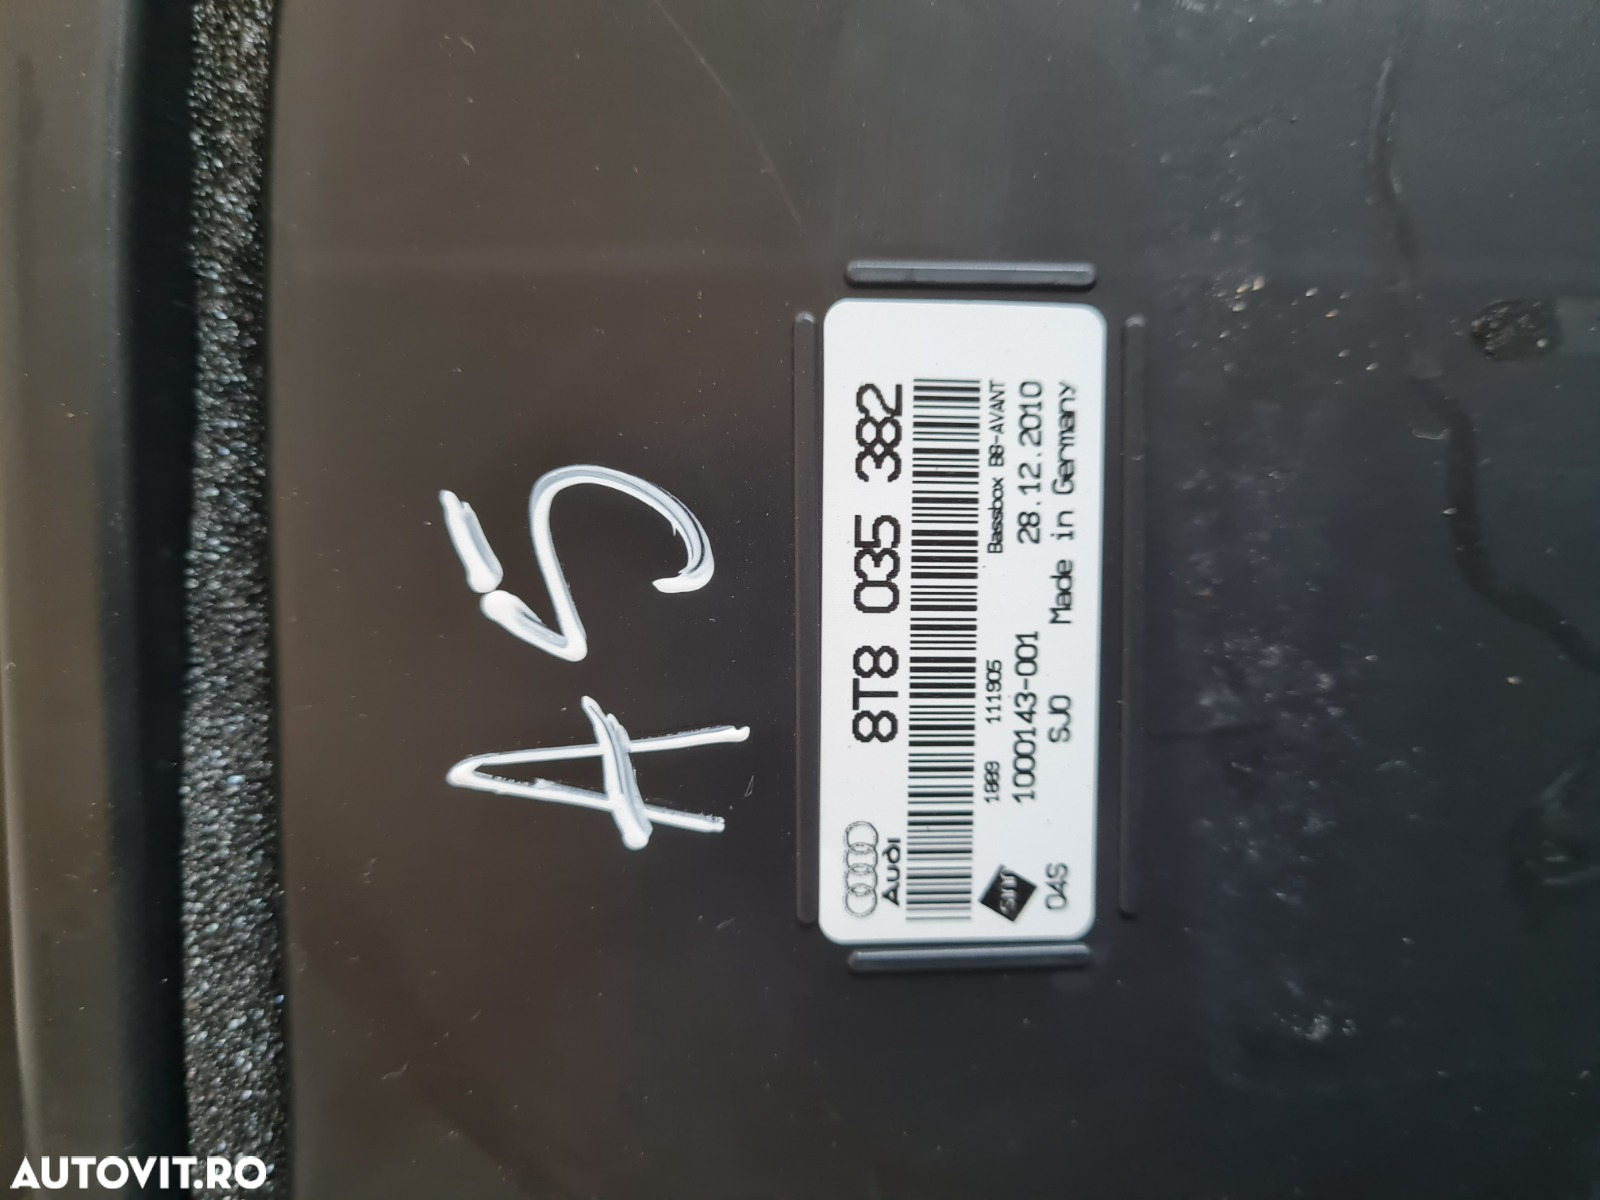 A5
8T8 035 382
Audi
1009 111905 Bassbox B8-AVANT
1000143-001 28.12.2010
04S SJ0 Made in Germany
AUTOVIT.RO